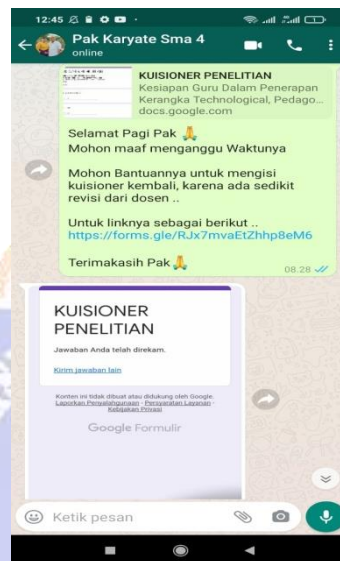 12:45
Pak Karyate Sma 4
online
KUISIONER PENELITIAN
Kesiapan Guru Dalam Penerapan
Kerangka Technological, Pedago...
docs.google.com
Selamat Pagi Pak 🙏
Mohon maaf menganggu Waktunya
Mohon Bantuannya untuk mengisi
kuisioner kembali, karena ada sedikit
revisi dari dosen ..
Untuk linknya sebagai berikut ..
https://forms.gle/RJx7mvaEtZhhp8eM6
Terimakasih Pak 🙏
08.28
KUISIONER
PENELITIAN
Jawaban Anda telah direkam.
Kirim jawaban lain
Konten ini tidak dibuat atau didukung oleh Google.
Laporkan Penyalahgunaan - Persyaratan Layanan -
Kebijakan Privasi
Google Formulir
Ketik pesan